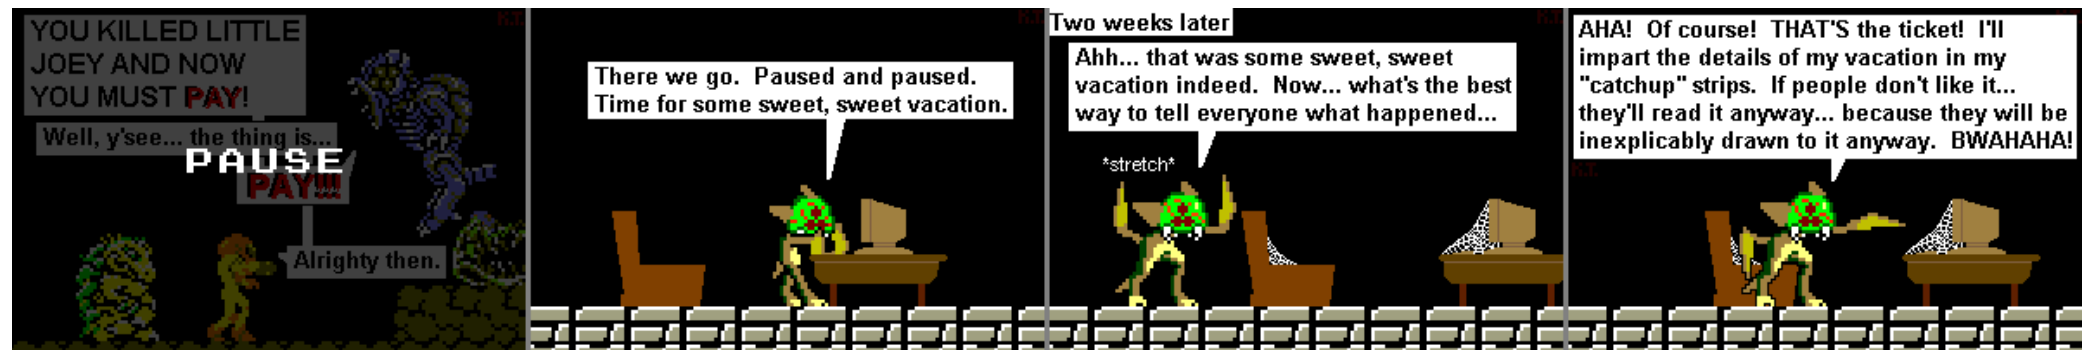 YOU KILLED LITTLE
JOEY AND NOW
YOU MUST PAY!
Well, y'see... the thing is...
PAUSE
PAY!!!
Alrighty then.
K.T.
There we go.  Paused and paused.
Time for some sweet, sweet vacation.
K.T.
Two weeks later
Ahh... that was some sweet, sweet
vacation indeed.  Now... what's the best
way to tell everyone what happened...
*stretch*
K.T.
AHA!  Of course!  THAT'S the ticket!  I'll
impart the details of my vacation in my
"catchup" strips.  If people don't like it...
they'll read it anyway... because they will be
inexplicably drawn to it anyway.  BWAHAHA!
K.T.